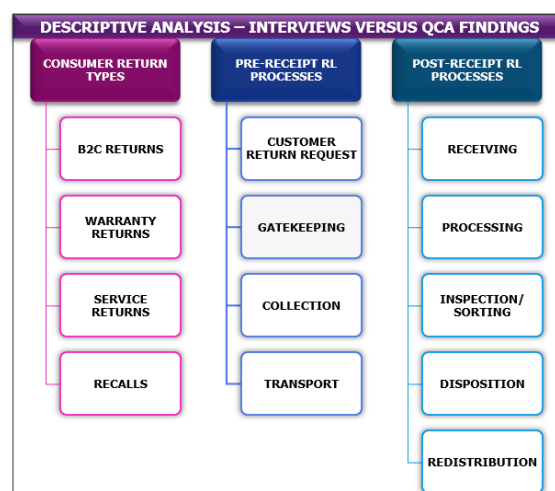 DESCRIPTIVE ANALYSIS – INTERVIEWS VERSUS QCA FINDINGS
CONSUMER RETURN
TYPES
B2C RETURNS
WARRANTY
RETURNS
SERVICE
RETURNS
RECALLS
PRE-RECEIPT RL
PROCESSES
CUSTOMER
RETURN REQUEST
GATEKEEPING
COLLECTION
TRANSPORT
POST-RECEIPT RL
PROCESSES
RECEIVING
PROCESSING
INSPECTION/
SORTING
DISPOSITION
REDISTRIBUTION